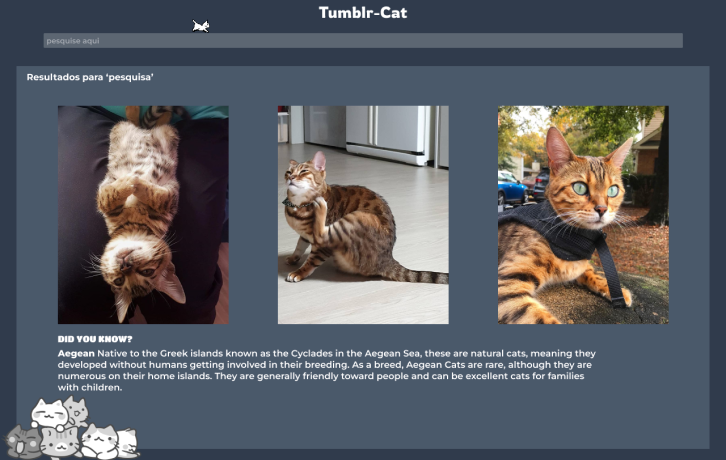 Tumblr-Cat
pesquise aqui
Resultados para ‘pesquisa’
DID YOU KNOW?
Aegean Native to the Greek islands known as the Cyclades in the Aegean Sea, these are natural cats, meaning they
developed without humans getting involved in their breeding. As a breed, Aegean Cats are rare, although they are
numerous on their home islands. They are generally friendly toward people and can be excellent cats for families
with children.